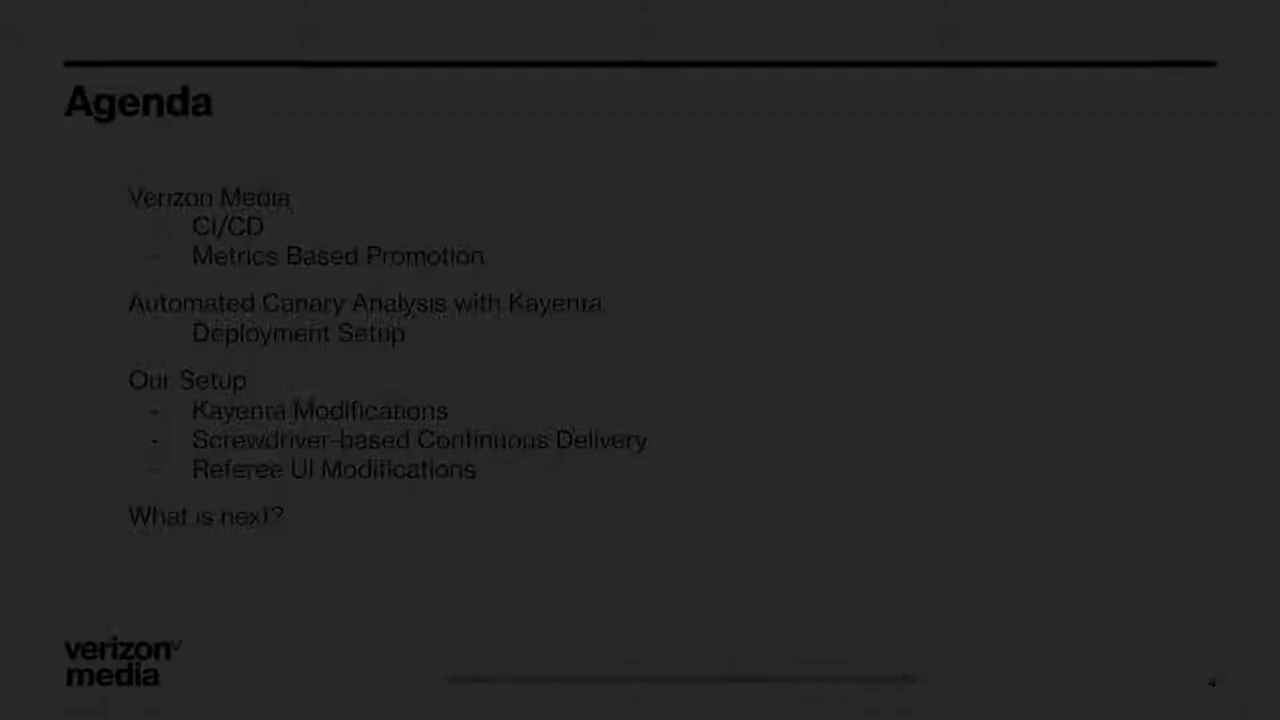 Agenda
Verizon Media
CI/CD
- Metrics Based Promotion
Automated Canary Analysis with Kayenta
Deployment Setup
Our Setup
- Kayenta Modifications
- Screwdriver-based Continuous Delivery
- Referee UI Modifications
What is next?
verizon
media
4